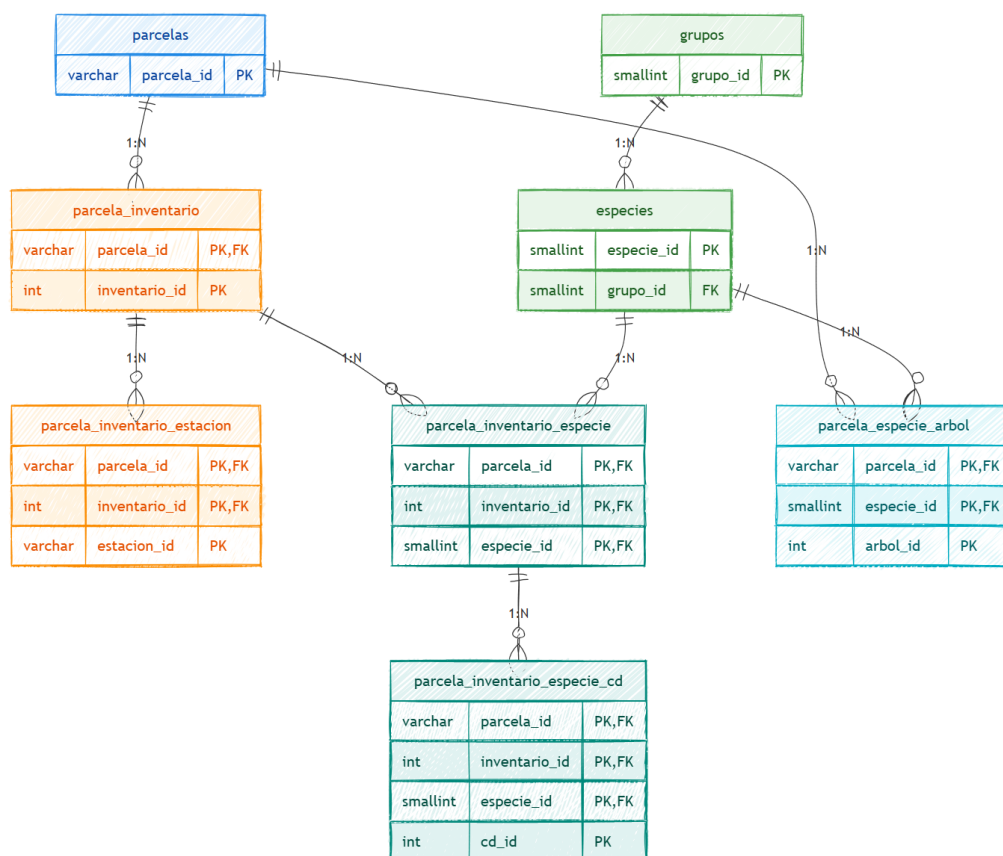 parcelas
varchar parcela_id PK
grupos
smallint grupo_id PK
1:N
1:N
parcela_inventario
varchar parcela_id PK,FK
int inventario_id PK
especies
smallint especie_id PK
smallint grupo_id FK
1:N
1:N
1:N
1:N
1:N
parcela_inventario_estacion
varchar parcela_id PK,FK
int inventario_id PK,FK
varchar estacion_id PK
parcela_inventario_especie
varchar parcela_id PK,FK
int inventario_id PK,FK
smallint especie_id PK,FK
parcela_especie_arbol
varchar parcela_id PK,FK
smallint especie_id PK,FK
int arbol_id PK
1:N
parcela_inventario_especie_cd
varchar parcela_id PK,FK
int inventario_id PK,FK
smallint especie_id PK,FK
int cd_id PK